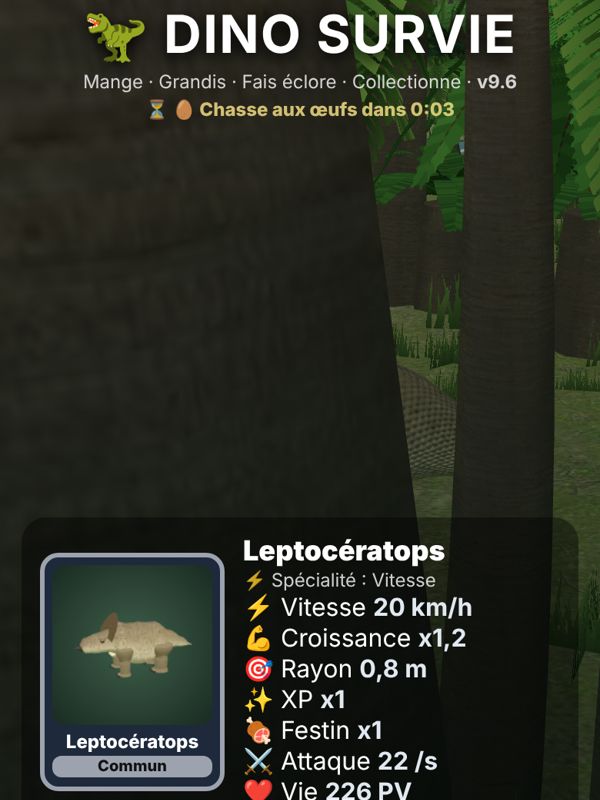 🦖 DINO SURVIE
Mange · Grandis · Fais éclore · Collectionne · v9.6
⏳ 🥚 Chasse aux œufs dans 0:03
Leptocératops
⚡ Spécialité : Vitesse
⚡ Vitesse 20 km/h
💪 Croissance x1,2
🎯 Rayon 0,8 m
✨ XP x1
🍖 Festin x1
⚔️ Attaque 22 /s
❤️ Vie 226 PV
Leptocératops
Commun